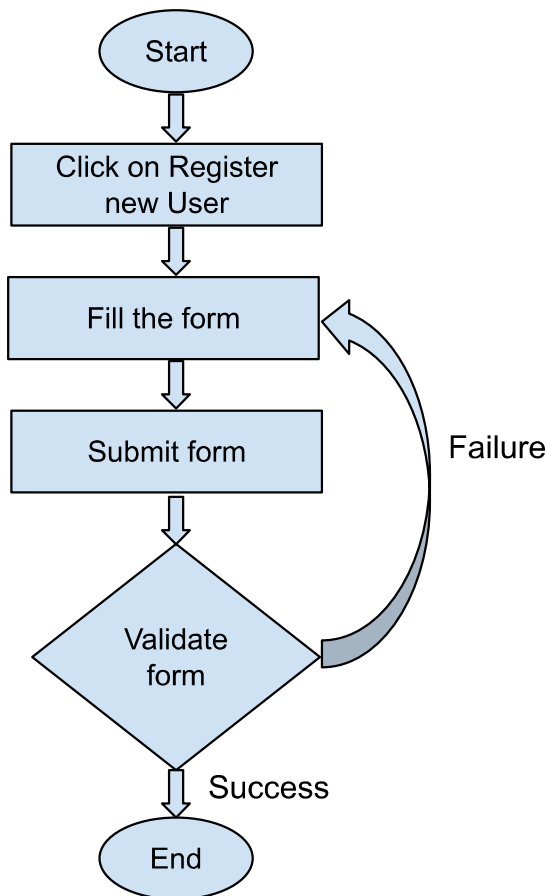 Start
Click on Register
new User
Fill the form
Submit form
Failure
Validate
form
Success
End